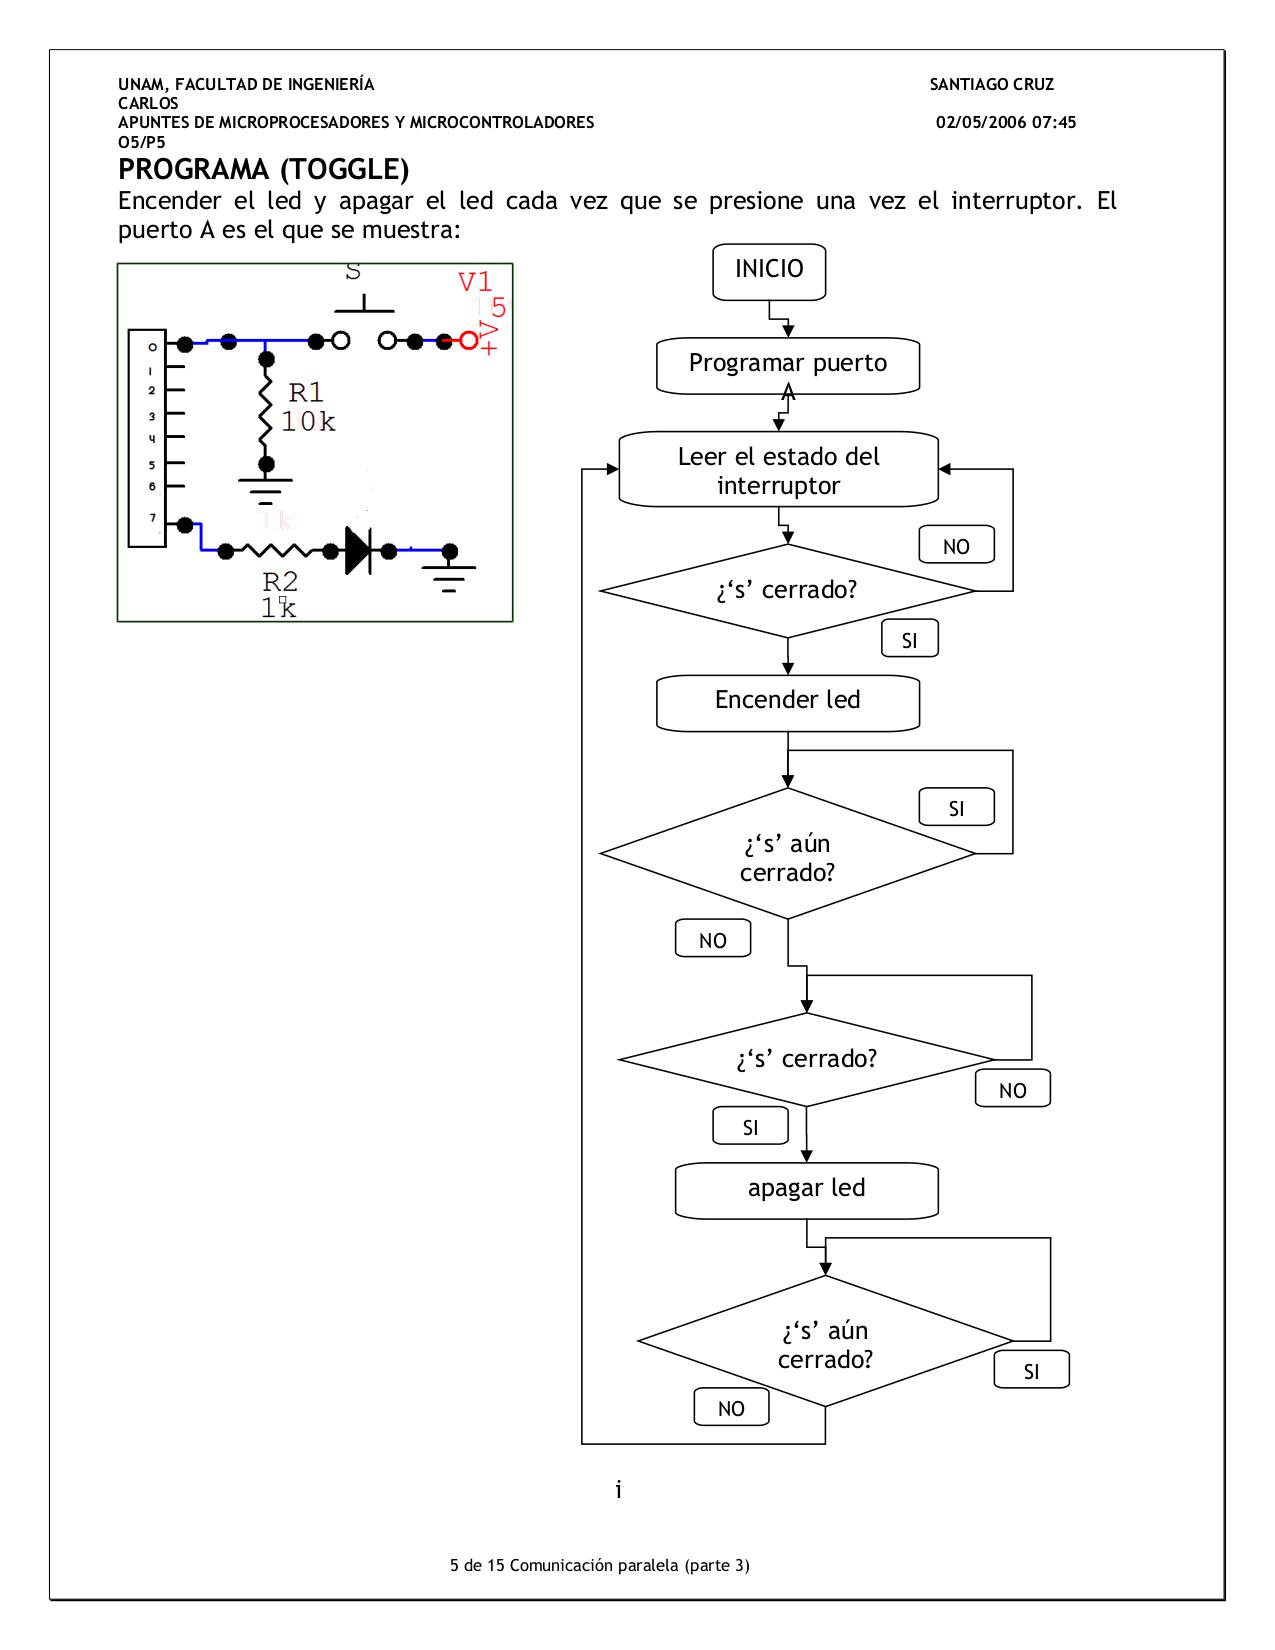 UNAM, FACULTAD DE INGENIERÍA SANTIAGO CRUZ
CARLOS
APUNTES DE MICROPROCESADORES Y MICROCONTROLADORES 02/05/2006 07:45
O5/P5
PROGRAMA (TOGGLE)
Encender el led y apagar el led cada vez que se presione una vez el interruptor. El
puerto A es el que se muestra:
S
V1
5
+V
0
1
2
3
4
5
6
7
R1
10k
1k
R2
1k
INICIO
Programar puerto
A
Leer el estado del
interruptor
NO
¿‘s’ cerrado?
SI
Encender led
SI
¿‘s’ aún
cerrado?
NO
¿‘s’ cerrado?
NO
SI
apagar led
¿‘s’ aún
cerrado?
SI
NO
i
5 de 15 Comunicación paralela (parte 3)